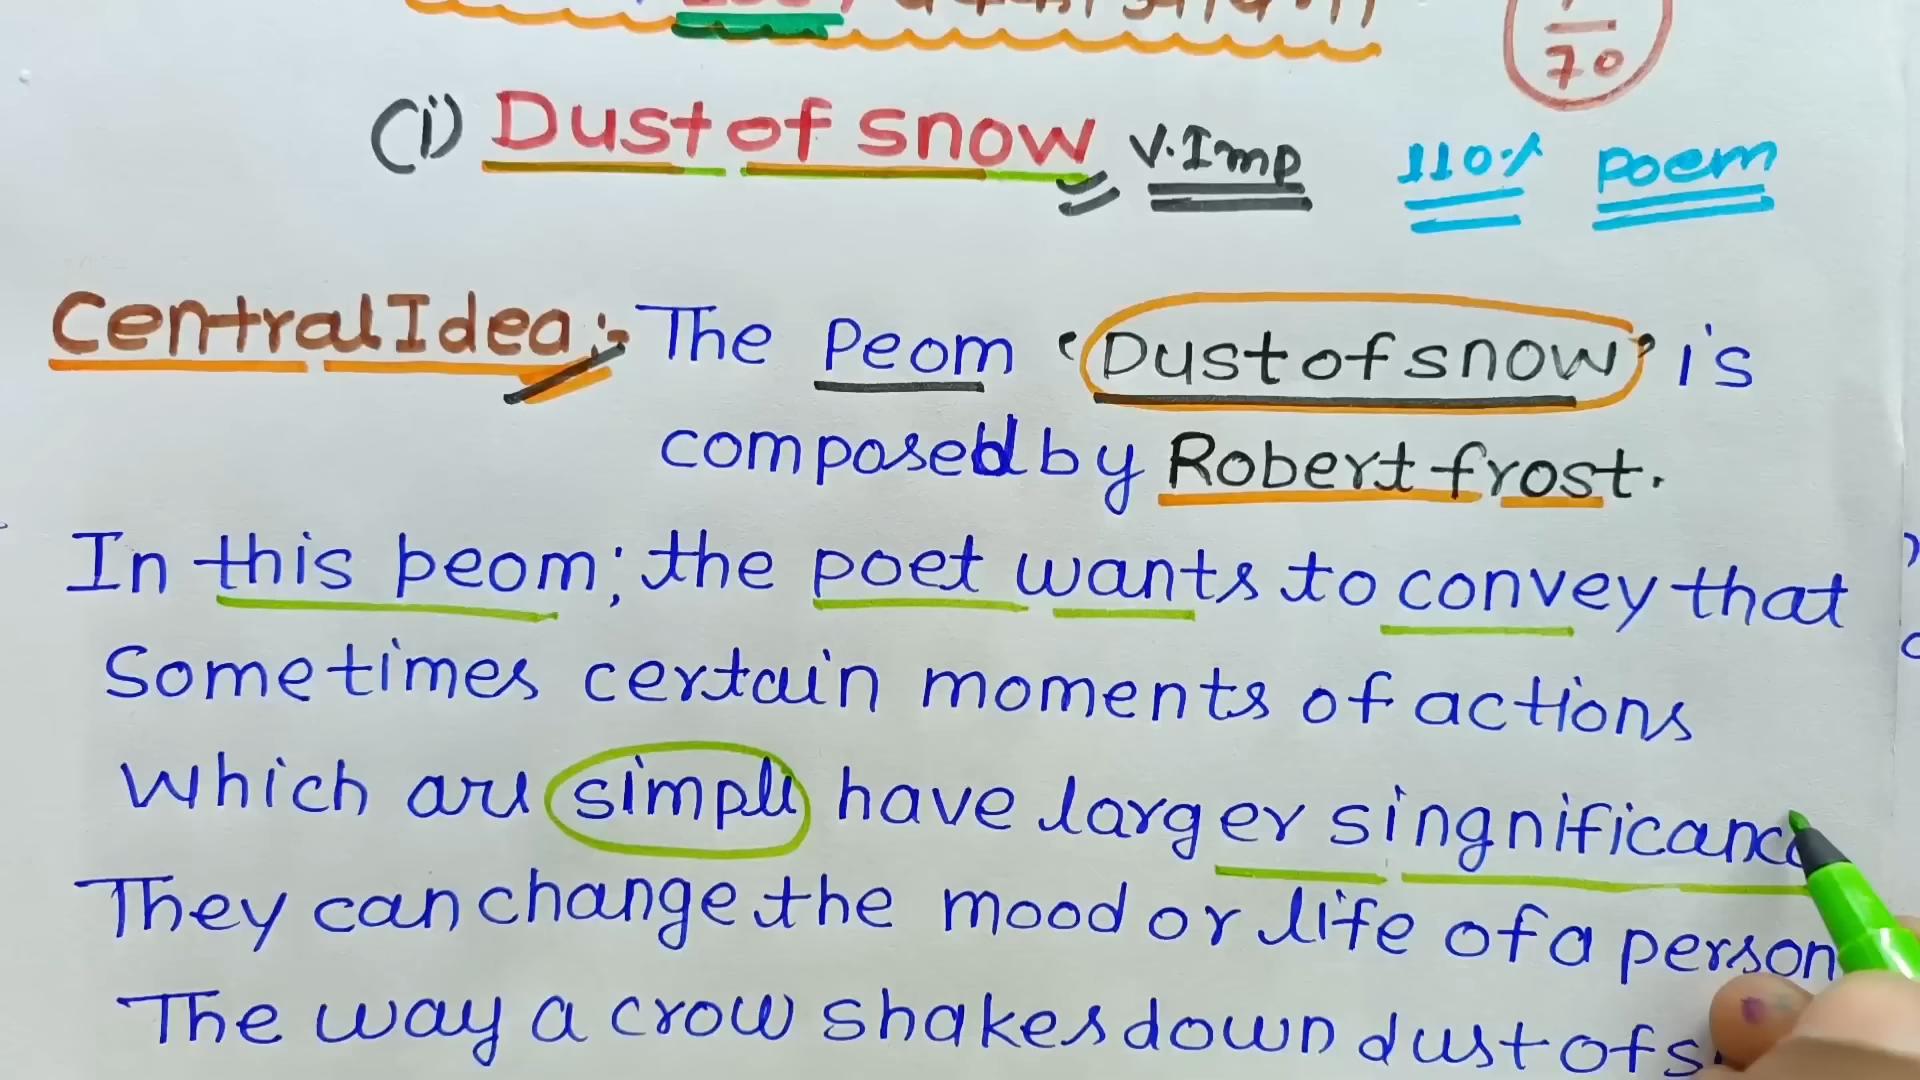 (i) Dust of snow V.Imp 110% Poem
70
Central Idea :- The Peom 'Dust of snow' is
composed by Robert frost.
In this peom; the poet wants to convey that
Sometimes certain moments of actions
which are simple have larger singnificanc
They can change the mood or life of a person
The way a crow shakes down dust of s